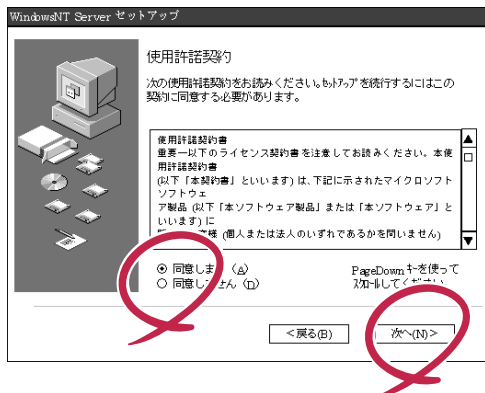 WindowsNT Server セットアップ
使用許諾契約
次の使用許諾契約をお読みください。セットアップを続行するにはこの
契約に同意する必要があります。
使用許諾契約書
重要－以下のライセンス契約書を注意してお読みください。本使
用許諾契約書
(以下「本契約書」といいます) は、下記に示されたマイクロソフト
ソフトウェ
ア製品 (以下「本ソフトウェア製品」または「本ソフトウェア」と
いいます) に
様 (個人または法人のいずれであるかを問いません)
同意します (A)
同意しません (D)
PageDown キーを使って
スクロールしてください
<戻る(B)
次へ(N)>